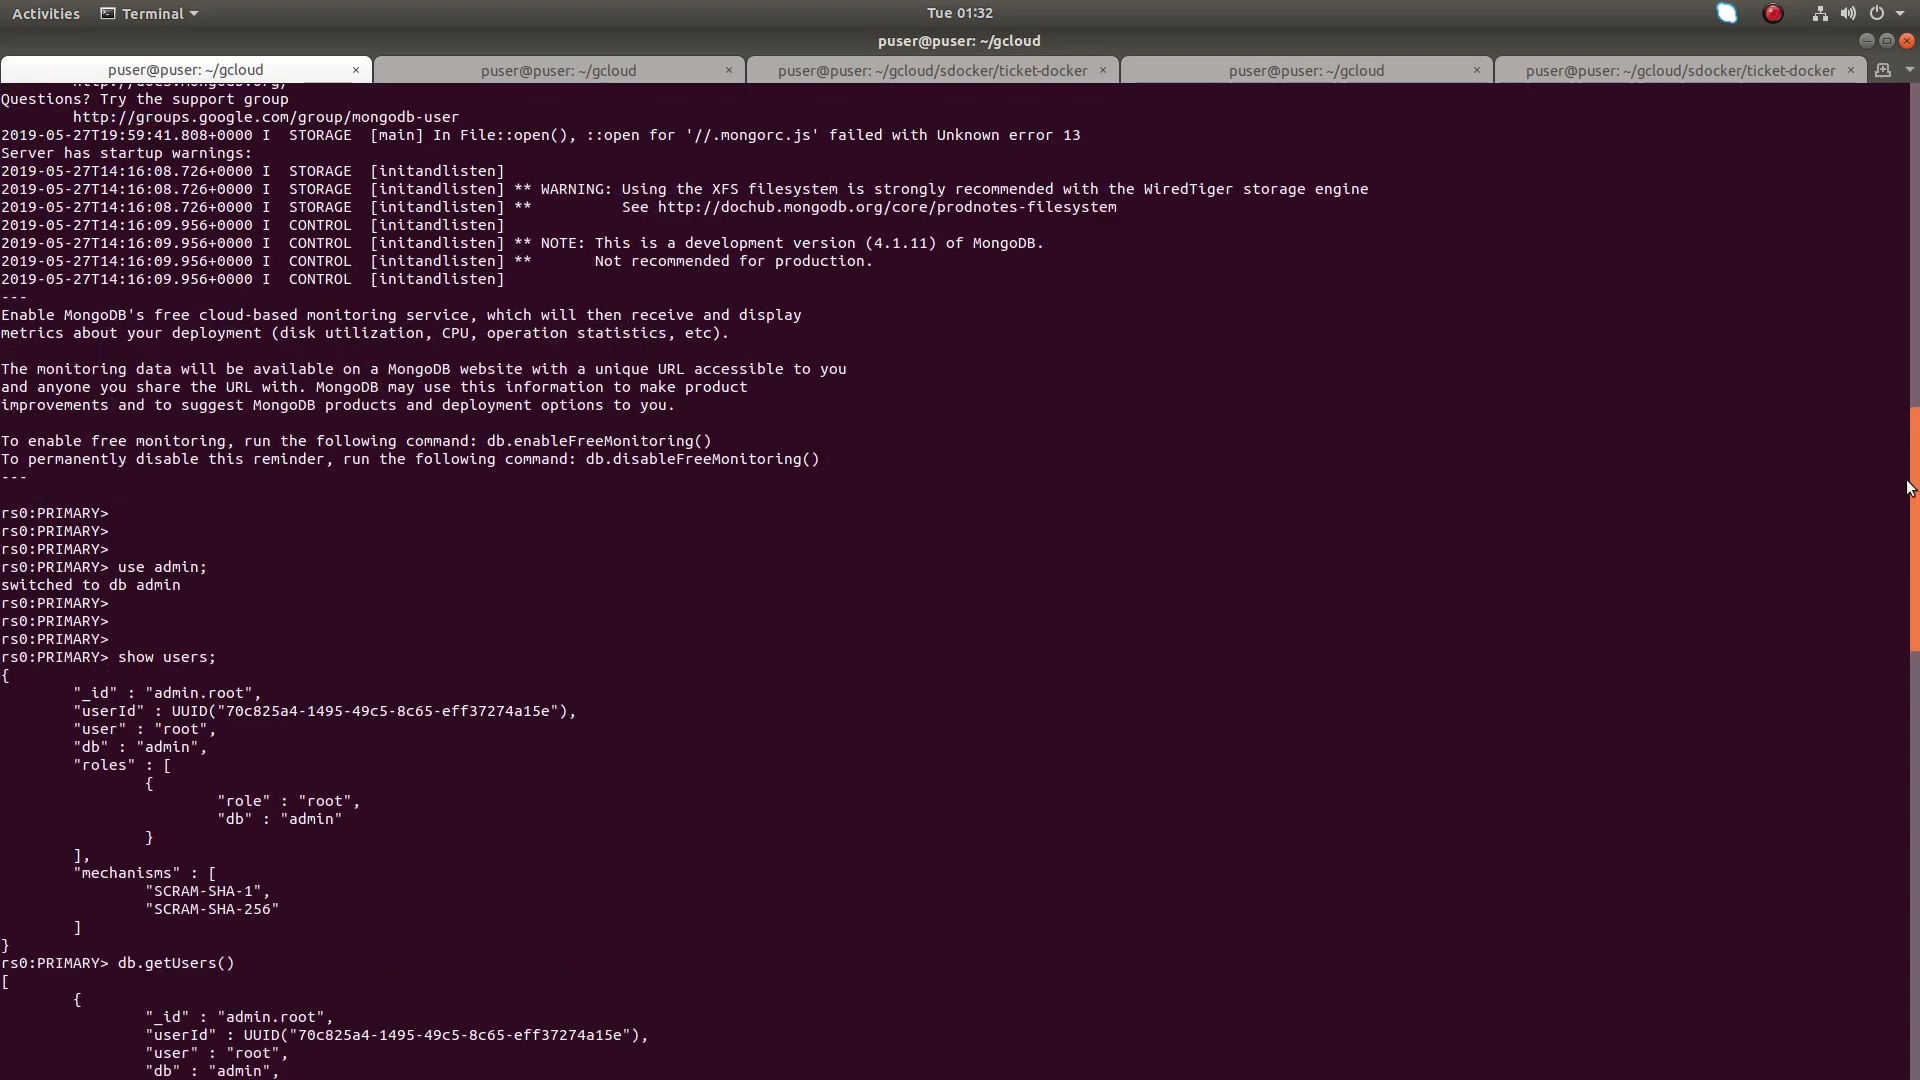 Activities Terminal Tue 01:32
puser@puser: ~/gcloud
puser@puser: ~/gcloud × puser@puser: ~/gcloud × puser@puser: ~/gcloud/sdocker/ticket-docker × puser@puser: ~/gcloud × puser@puser: ~/gcloud/sdocker/ticket-docker ×
http://docs.mongodb.org/
Questions? Try the support group
        http://groups.google.com/group/mongodb-user
2019-05-27T19:59:41.808+0000 I  STORAGE  [main] In File::open(), ::open for '//.mongorc.js' failed with Unknown error 13
Server has startup warnings:
2019-05-27T14:16:08.726+0000 I  STORAGE  [initandlisten]
2019-05-27T14:16:08.726+0000 I  STORAGE  [initandlisten] ** WARNING: Using the XFS filesystem is strongly recommended with the WiredTiger storage engine
2019-05-27T14:16:08.726+0000 I  STORAGE  [initandlisten] **          See http://dochub.mongodb.org/core/prodnotes-filesystem
2019-05-27T14:16:09.956+0000 I  CONTROL  [initandlisten]
2019-05-27T14:16:09.956+0000 I  CONTROL  [initandlisten] ** NOTE: This is a development version (4.1.11) of MongoDB.
2019-05-27T14:16:09.956+0000 I  CONTROL  [initandlisten] **       Not recommended for production.
2019-05-27T14:16:09.956+0000 I  CONTROL  [initandlisten]
---
Enable MongoDB's free cloud-based monitoring service, which will then receive and display
metrics about your deployment (disk utilization, CPU, operation statistics, etc).
The monitoring data will be available on a MongoDB website with a unique URL accessible to you
and anyone you share the URL with. MongoDB may use this information to make product
improvements and to suggest MongoDB products and deployment options to you.
To enable free monitoring, run the following command: db.enableFreeMonitoring()
To permanently disable this reminder, run the following command: db.disableFreeMonitoring()
---
rs0:PRIMARY>
rs0:PRIMARY>
rs0:PRIMARY>
rs0:PRIMARY> use admin;
switched to db admin
rs0:PRIMARY>
rs0:PRIMARY>
rs0:PRIMARY>
rs0:PRIMARY> show users;
{
        "_id" : "admin.root",
        "userId" : UUID("70c825a4-1495-49c5-8c65-eff37274a15e"),
        "user" : "root",
        "db" : "admin",
        "roles" : [
                {
                        "role" : "root",
                        "db" : "admin"
                }
        ],
        "mechanisms" : [
                "SCRAM-SHA-1",
                "SCRAM-SHA-256"
        ]
}
rs0:PRIMARY> db.getUsers()
[
        {
                "_id" : "admin.root",
                "userId" : UUID("70c825a4-1495-49c5-8c65-eff37274a15e"),
                "user" : "root",
                "db" : "admin",